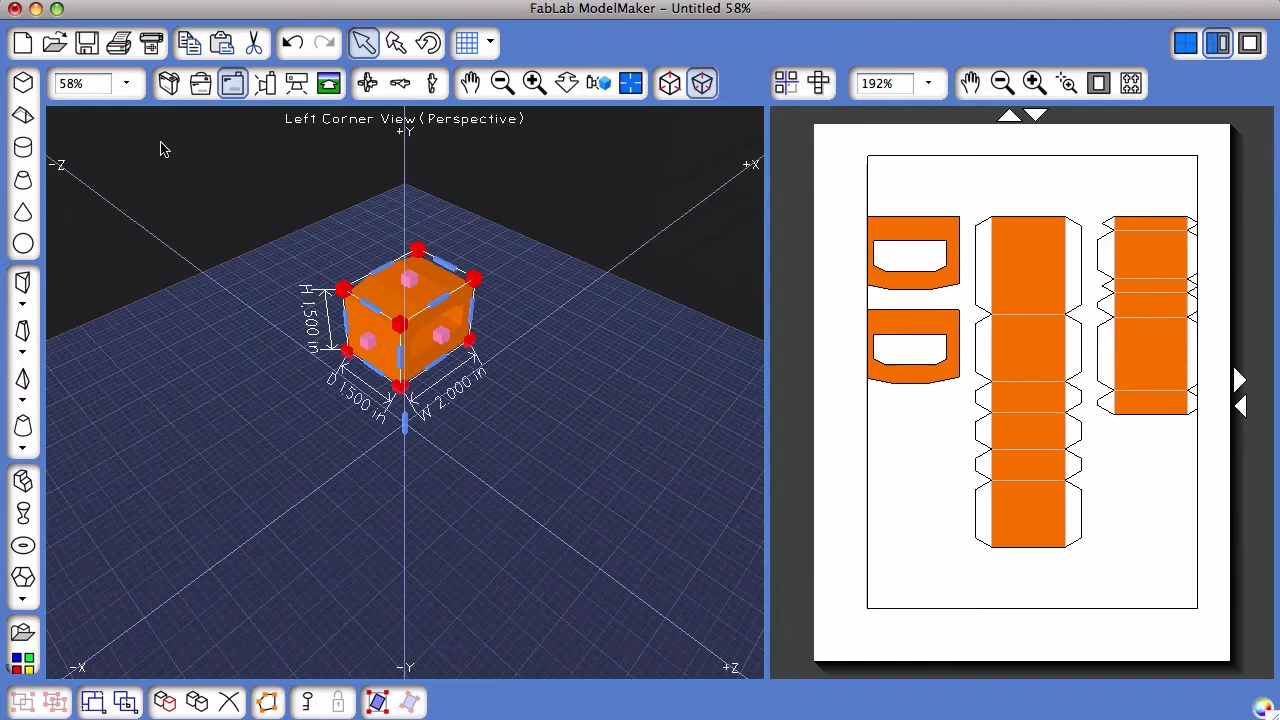 FabLab ModelMaker - Untitled 58%
58%
192%
Left Corner View (Perspective)
+Y
-Z
+X
H 1.500 in
D 1.500 in
W 2.000 in
-X
-Y
+Z